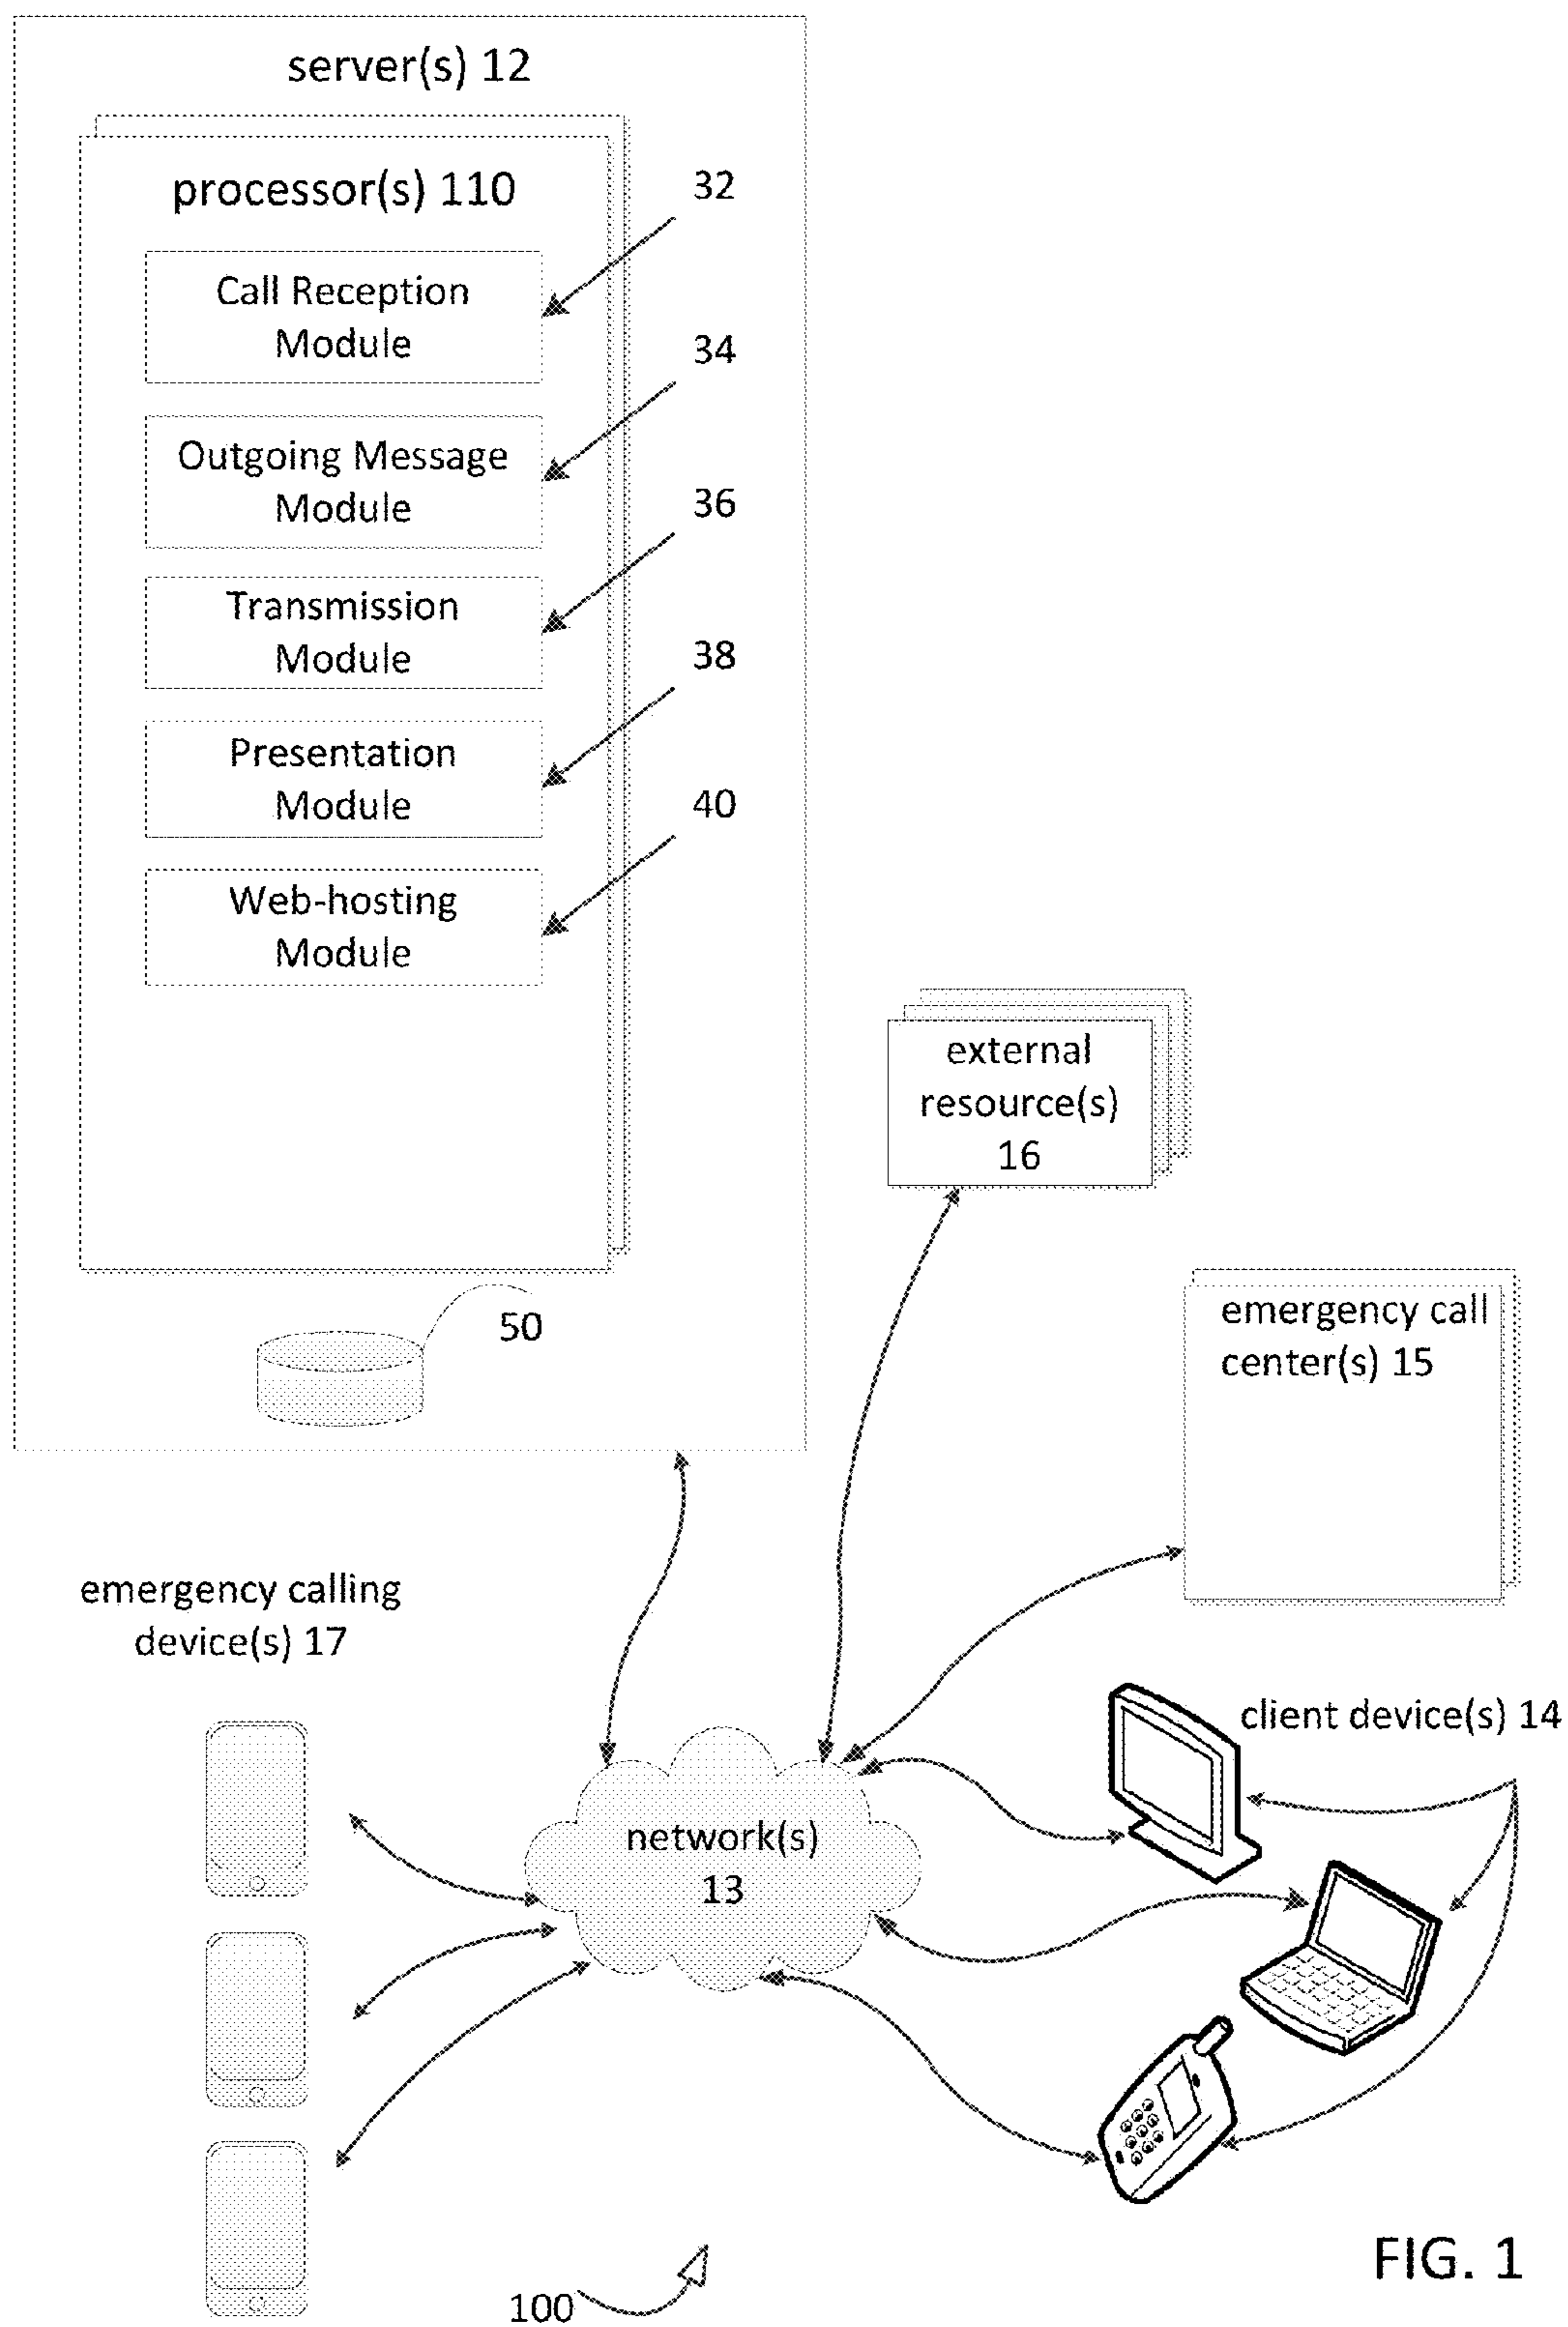 server(s) 12
processor(s) 110
32
Call Reception
Module
34
Outgoing Message
Module
36
Transmission
Module
38
Presentation
Module
40
Web-hosting
Module
external
resource(s)
16
50
emergency call
center(s) 15
emergency calling
device(s) 17
client device(s) 14
network(s)
13
FIG. 1
100